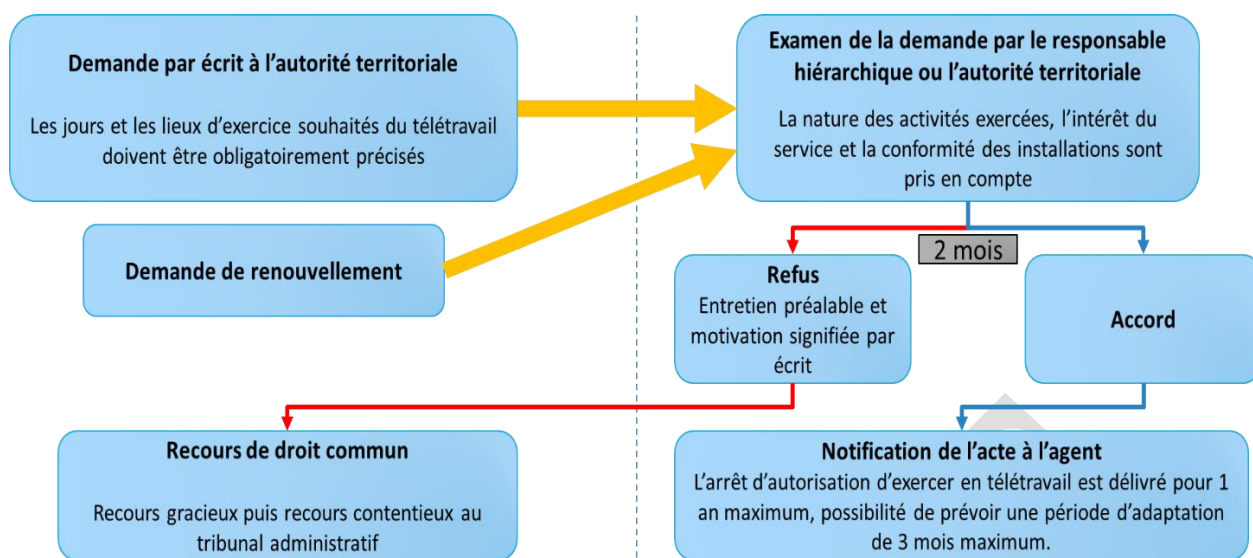 Demande par écrit à l'autorité territoriale
Les jours et les lieux d'exercice souhaités du télétravail
doivent être obligatoirement précisés
Demande de renouvellement
Examen de la demande par le responsable
hiérarchique ou l'autorité territoriale
La nature des activités exercées, l'intérêt du
service et la conformité des installations sont
pris en compte
2 mois
Refus
Entretien préalable et
motivation signifiée par
écrit
Accord
Recours de droit commun
Recours gracieux puis recours contentieux au
tribunal administratif
Notification de l'acte à l'agent
L'arrêt d'autorisation d'exercer en télétravail est délivré pour 1
an maximum, possibilité de prévoir une période d'adaptation
de 3 mois maximum.